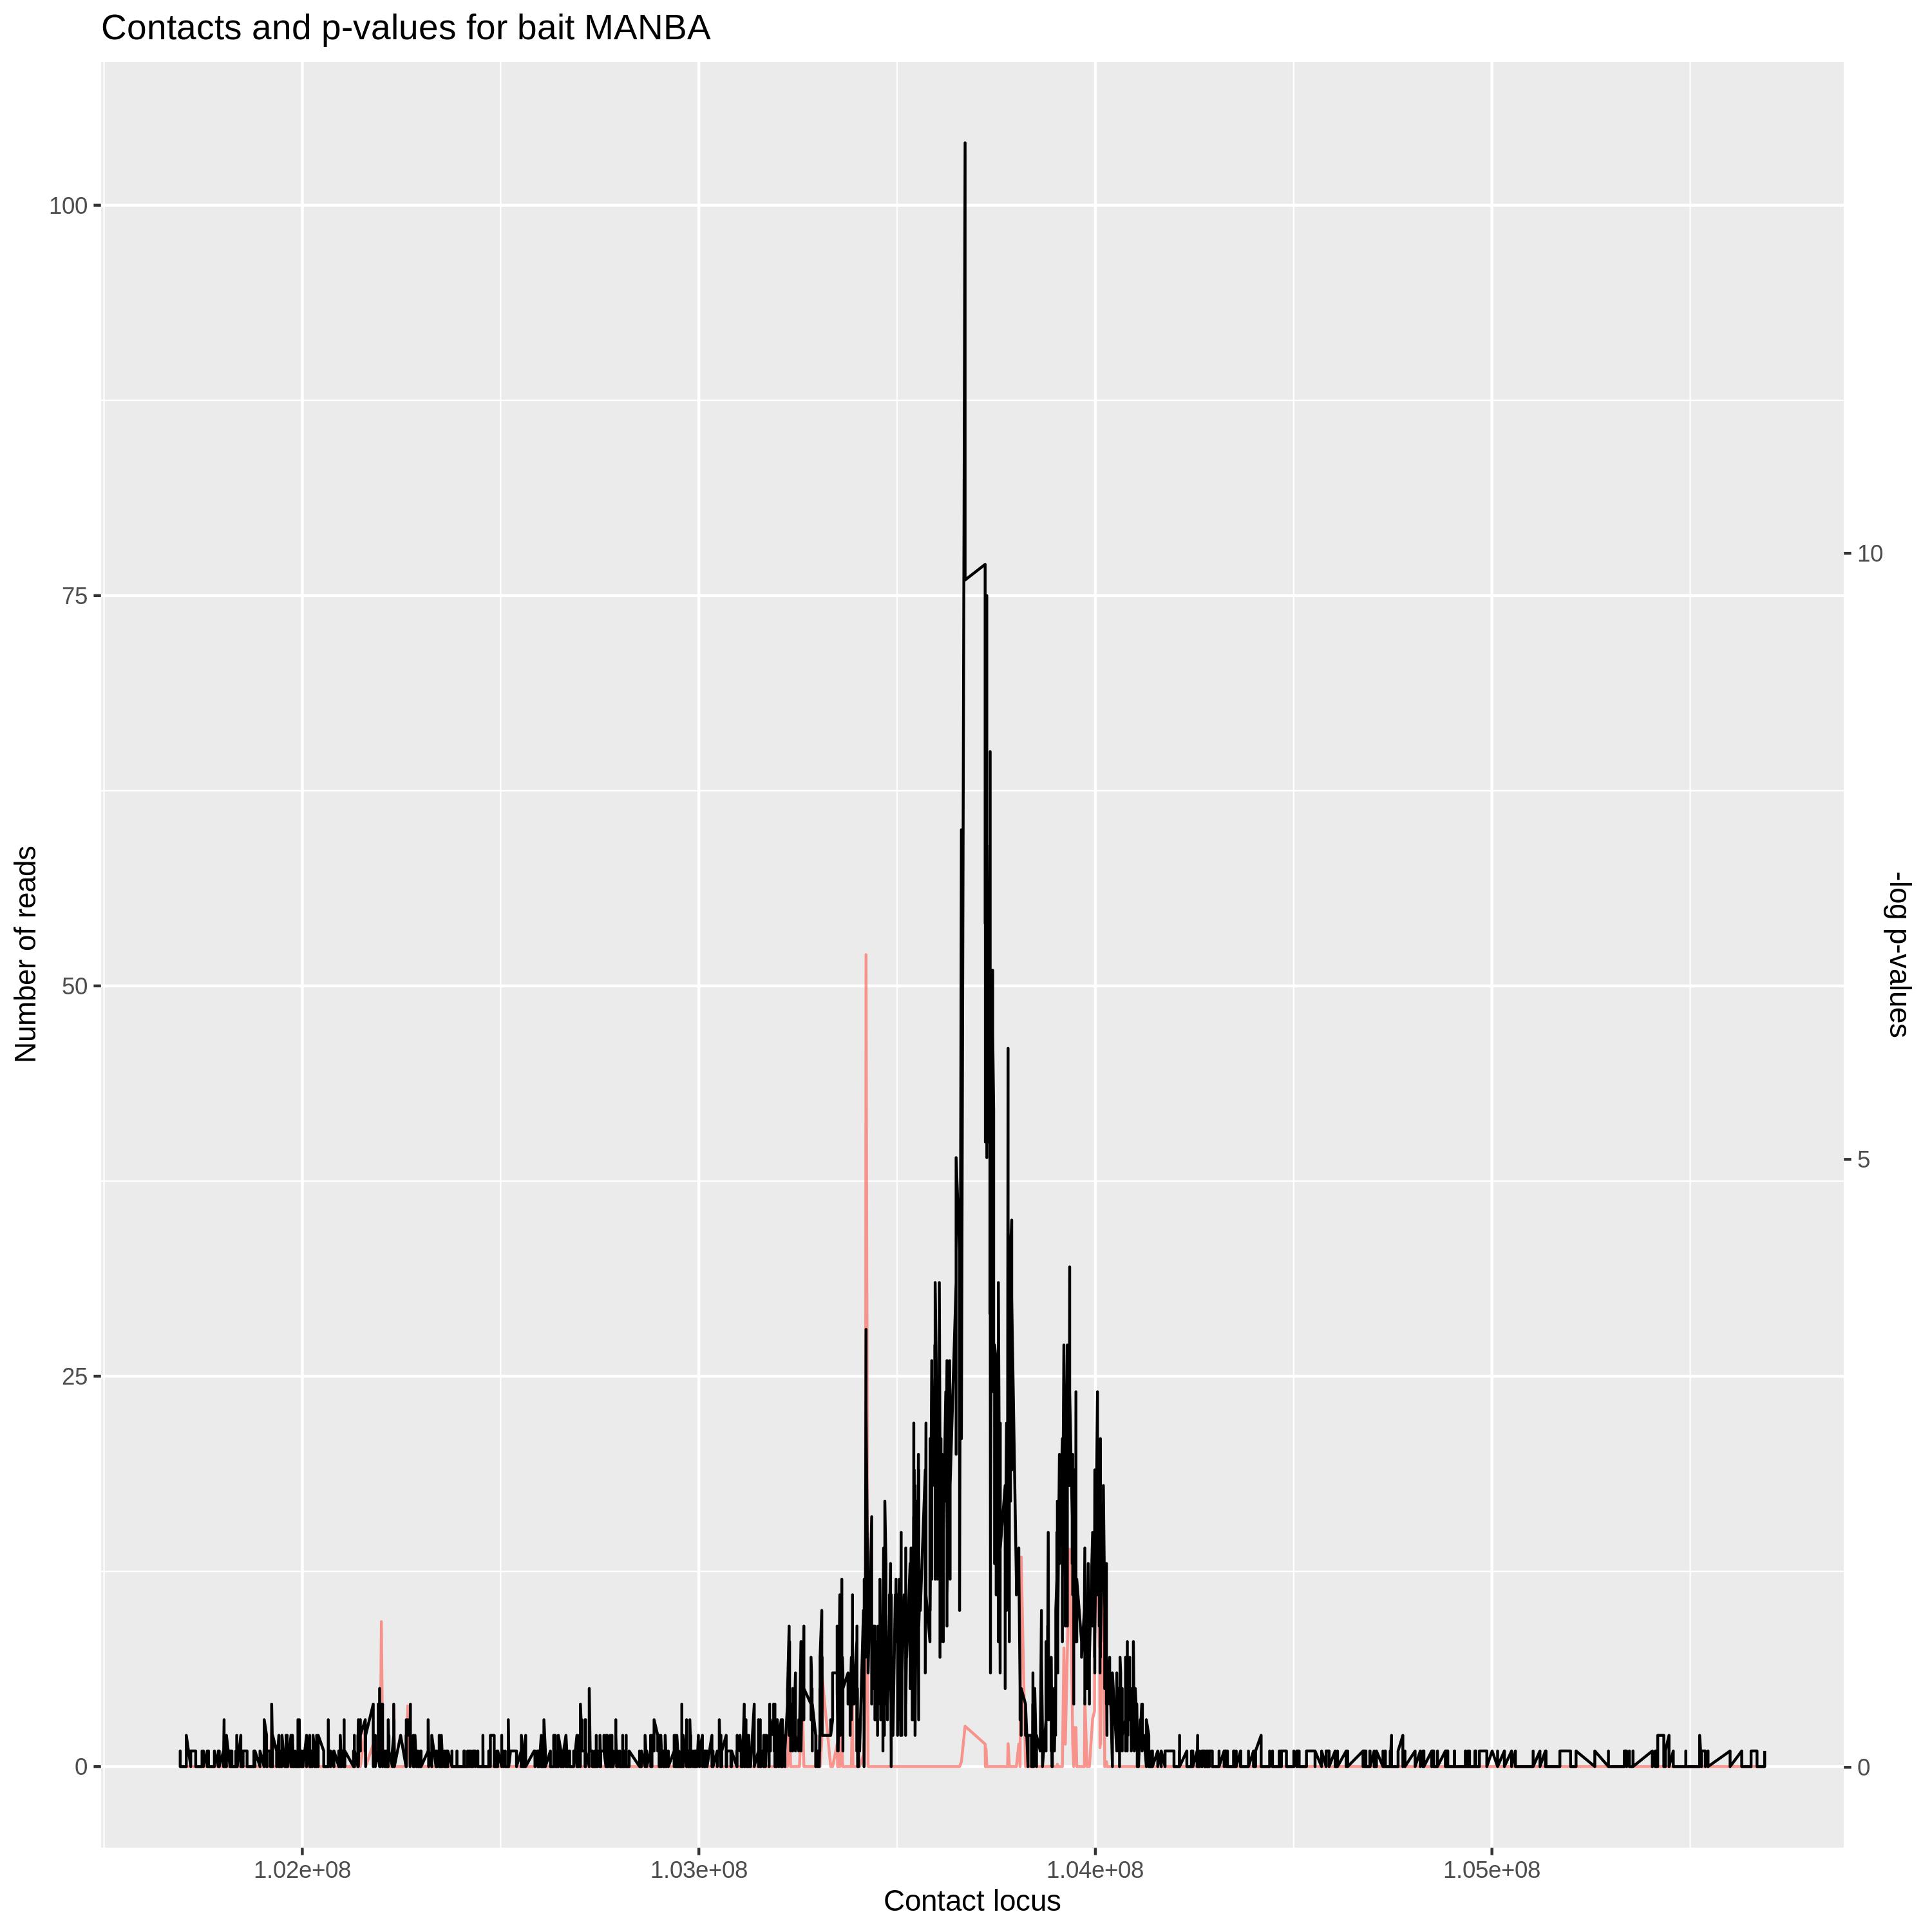 Contacts and p-values for bait MANBA
100
75
50
25
0
Number of reads
10
5
0
-log p-values
1.02e+08 1.03e+08 1.04e+08 1.05e+08
Contact locus